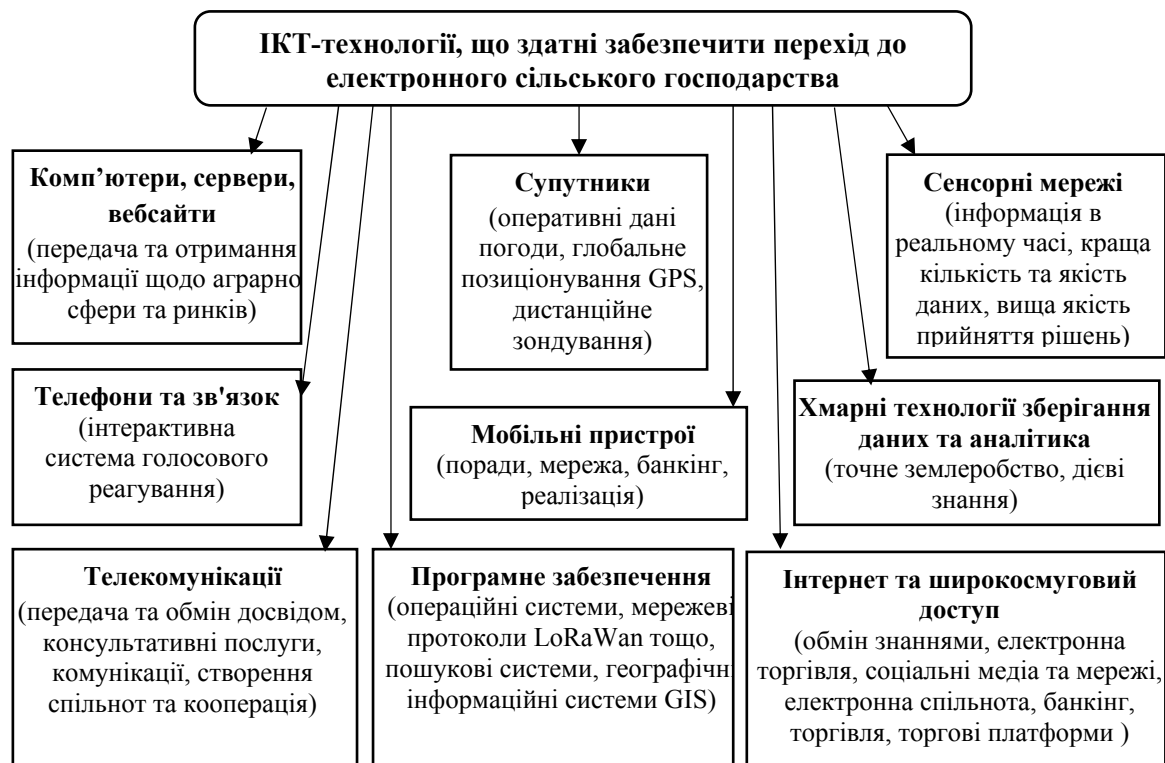 ІКТ-технології, що здатні забезпечити перехід до
електронного сільського господарства
Комп’ютери, сервери,
вебсайти
(передача та отримання
інформації щодо аграрно
сфери та ринків)
Супутники
(оперативні дані
погоди, глобальне
позиціонування GPS,
дистанційне
зондування)
Сенсорні мережі
(інформація в
реальному часі, краща
кількість та якість
даних, вища якість
прийняття рішень)
Телефони та зв'язок
(інтерактивна
система голосового
реагування)
Мобільні пристрої
(поради, мережа, банкінг,
реалізація)
Хмарні технології зберігання
даних та аналітика
(точне землеробство, дієві
знання)
Телекомунікації
(передача та обмін досвідом,
консультативні послуги,
комунікації, створення
спільнот та кооперація)
Програмне забезпечення
(операційні системи, мережеві
протоколи LoRaWan тощо,
пошукові системи, географічні
інформаційні системи GIS)
Інтернет та широкосмуговий
доступ
(обмін знаннями, електронна
торгівля, соціальні медіа та мережі,
електронна спільнота, банкінг,
торгівля, торгові платформи )